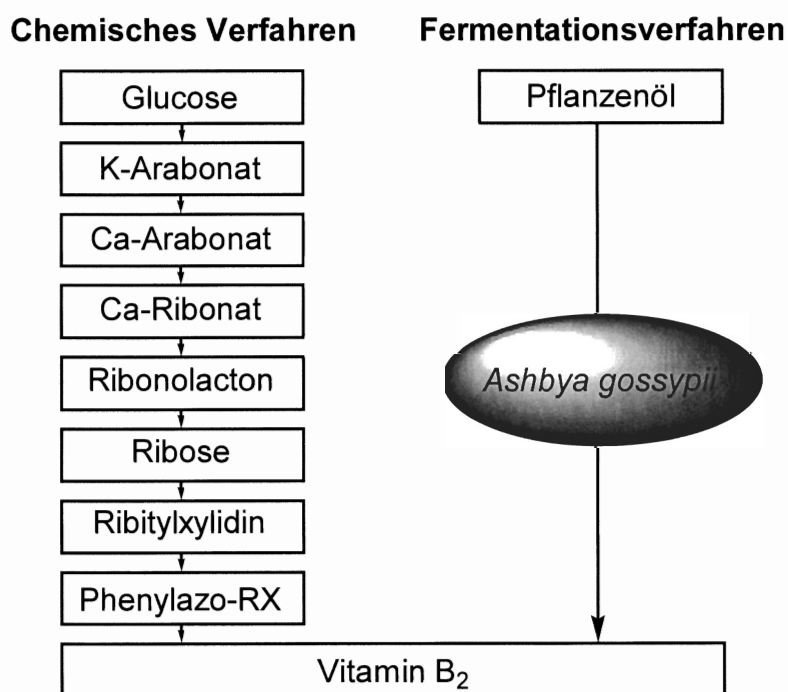 Chemisches Verfahren
Glucose
K-Arabonat
Ca-Arabonat
Ca-Ribonat
Ribonolacton
Ribose
Ribitylxylidin
Phenylazo-RX
Fermentationsverfahren
Pflanzenöl
Ashbya gossypii
Vitamin B₂